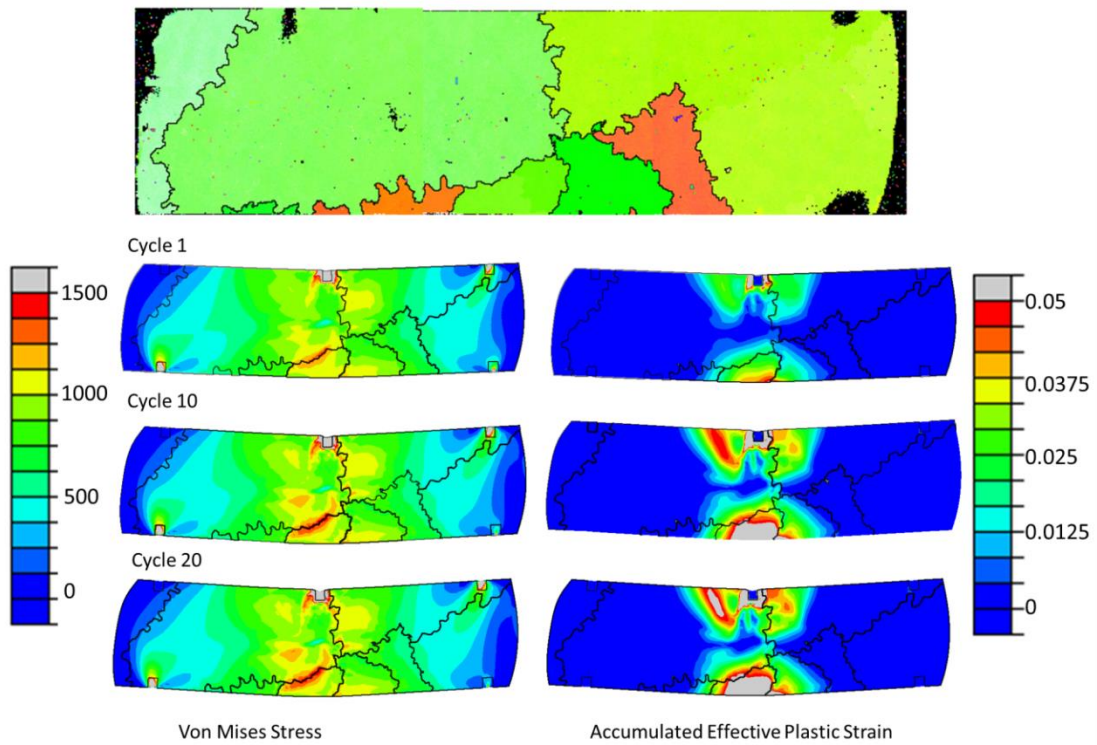 Cycle 1
1500
1000
500
0
0.05
0.0375
0.025
0.0125
0
Cycle 10
Cycle 20
Von Mises Stress
Accumulated Effective Plastic Strain